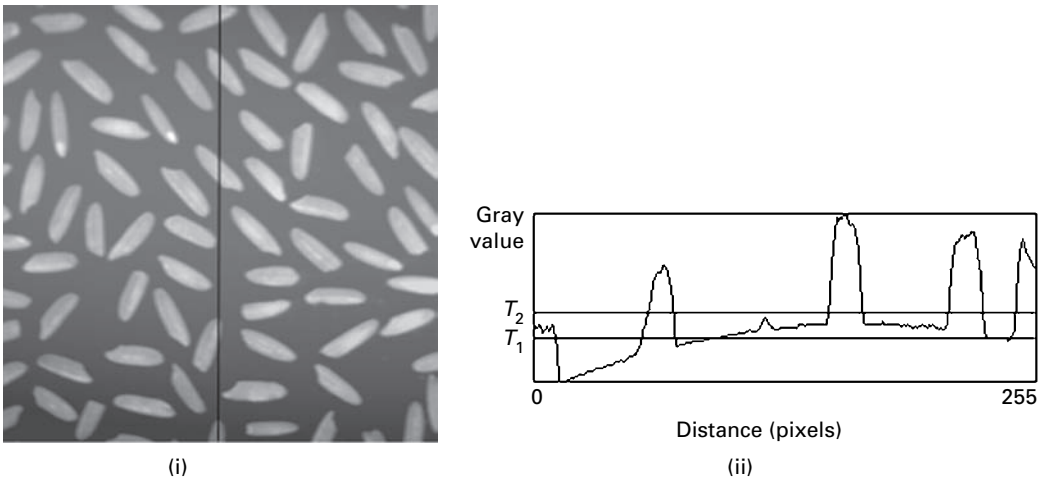 Gray
value
T2
T1
0 255
Distance (pixels)
(i) (ii)